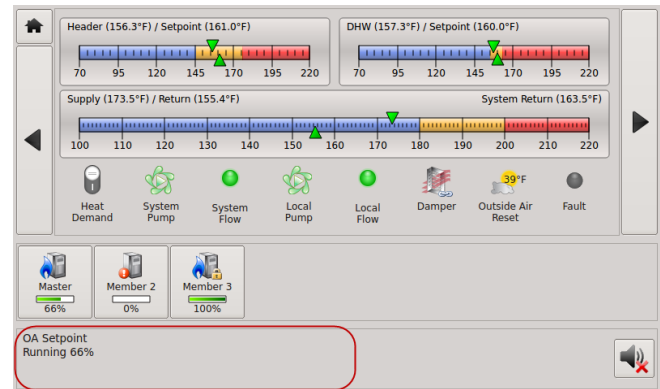 Header (156.3°F) / Setpoint (161.0°F)
70 95 120 145 170 195 220
DHW (157.3°F) / Setpoint (160.0°F)
70 95 120 145 170 195 220
Supply (173.5°F) / Return (155.4°F) System Return (163.5°F)
100 110 120 130 140 150 160 170 180 190 200 210 220
39°F
Heat Demand
System Pump
System Flow
Local Pump
Local Flow
Damper
Outside Air Reset
Fault
Master
66%
Member 2
0%
Member 3
100%
OA Setpoint
Running 66%